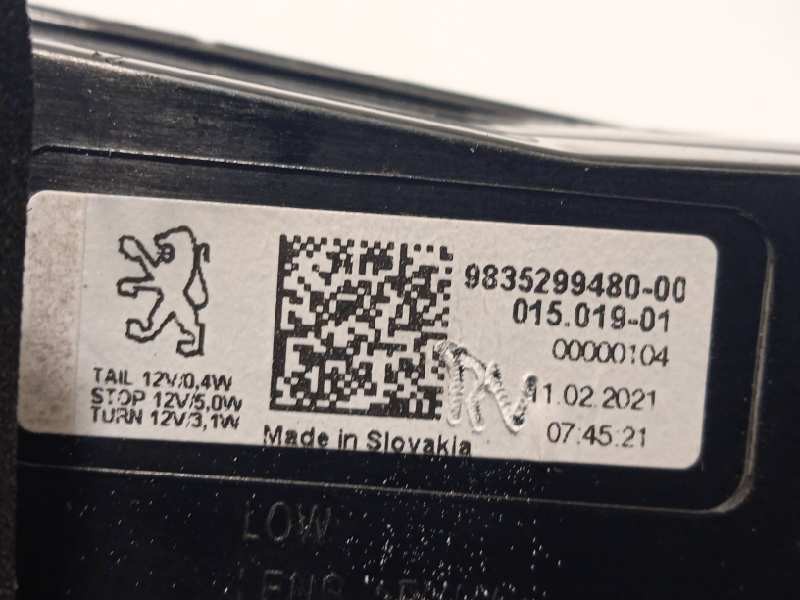 9835299480-00
015.019-01
00000104
11.02.2021
07:45:21
TAIL 12V/0,4W
STOP 12V/5,0W
TURN 12V/3,1W
Made in Slovakia
LOW
LENS